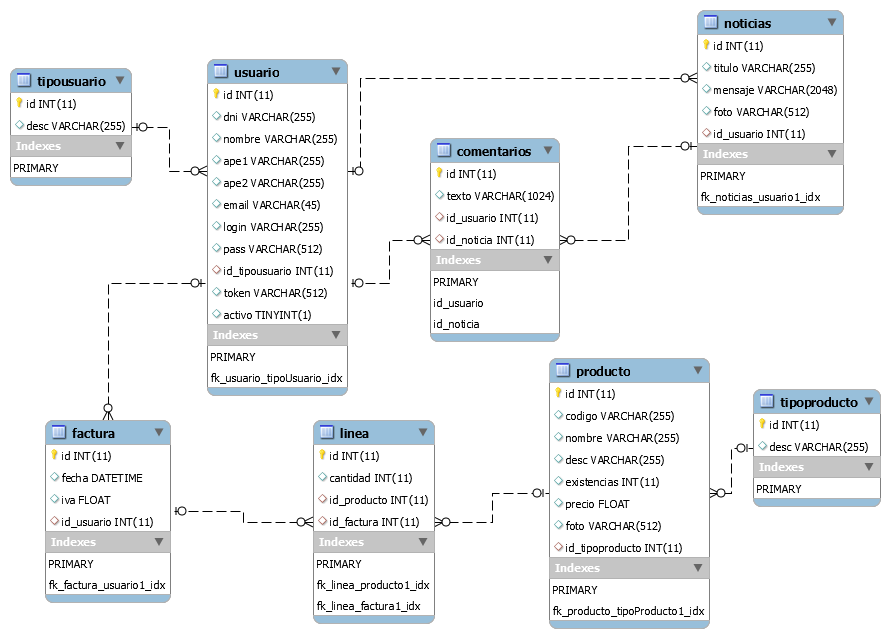 tipousuario
id INT(11)
desc VARCHAR(255)
Indexes
PRIMARY
usuario
id INT(11)
dni VARCHAR(255)
nombre VARCHAR(255)
ape1 VARCHAR(255)
ape2 VARCHAR(255)
email VARCHAR(45)
login VARCHAR(255)
pass VARCHAR(512)
id_tipousuario INT(11)
token VARCHAR(512)
activo TINYINT(1)
Indexes
PRIMARY
fk_usuario_tipoUsuario_idx
comentarios
id INT(11)
texto VARCHAR(1024)
id_usuario INT(11)
id_noticia INT(11)
Indexes
PRIMARY
id_usuario
id_noticia
noticias
id INT(11)
titulo VARCHAR(255)
mensaje VARCHAR(2048)
foto VARCHAR(512)
id_usuario INT(11)
Indexes
PRIMARY
fk_noticias_usuario1_idx
factura
id INT(11)
fecha DATETIME
iva FLOAT
id_usuario INT(11)
Indexes
PRIMARY
fk_factura_usuario1_idx
linea
id INT(11)
cantidad INT(11)
id_producto INT(11)
id_factura INT(11)
Indexes
PRIMARY
fk_linea_producto1_idx
fk_linea_factura1_idx
producto
id INT(11)
codigo VARCHAR(255)
nombre VARCHAR(255)
desc VARCHAR(255)
existencias INT(11)
precio FLOAT
foto VARCHAR(512)
id_tipoproducto INT(11)
Indexes
PRIMARY
fk_producto_tipoProducto1_idx
tipoproducto
id INT(11)
desc VARCHAR(255)
Indexes
PRIMARY